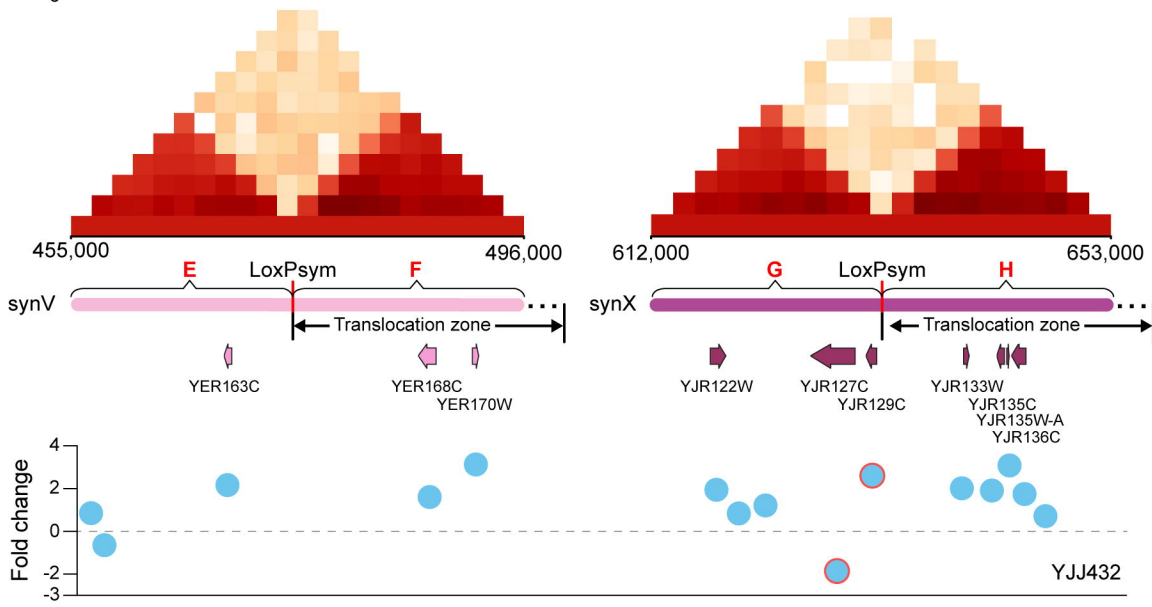 455,000 496,000 612,000 653,000
E LoxPsym F G LoxPsym H
synV synX
Translocation zone Translocation zone
YER163C YER168C YJR122W YJR127C YJR133W
YER170W YJR129C YJR135C
YJR135W-A
YJR136C
4
2
0
-2
-3
Fold change
YJJ432